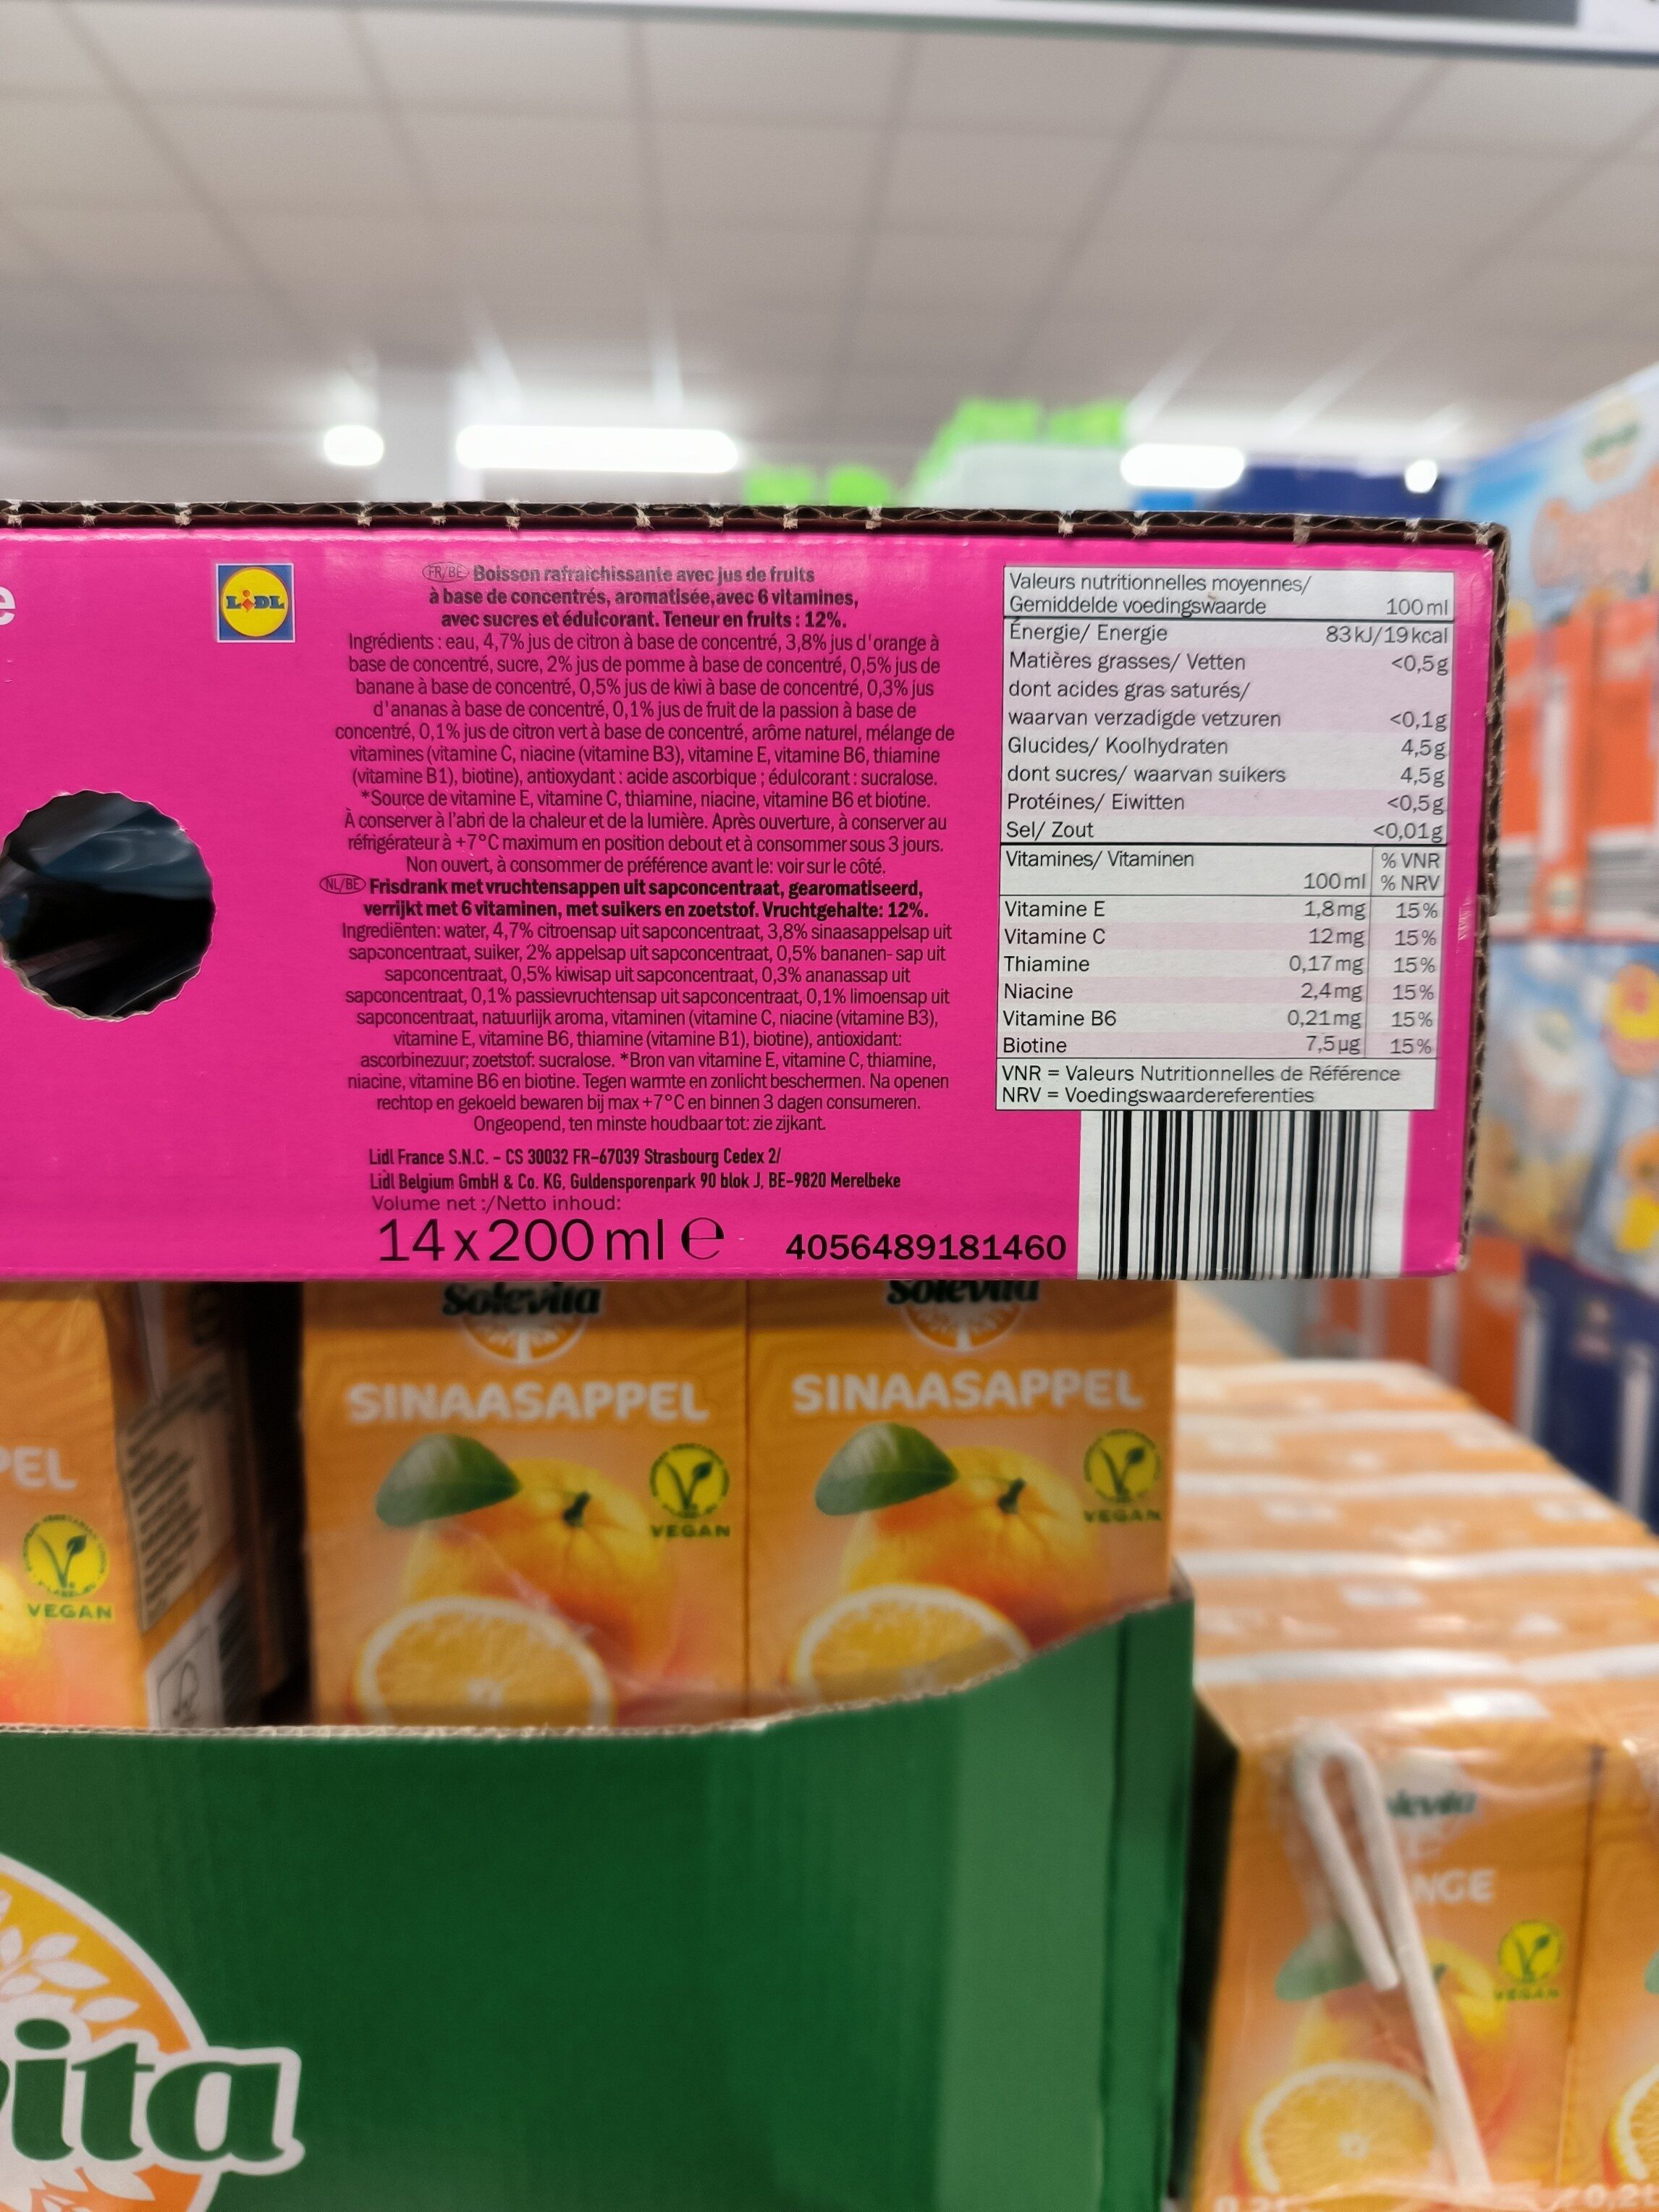 e
LIDL
FR/BE Boisson rafraîchissante avec jus de fruits
à base de concentrés, aromatisée,avec 6 vitamines,
avec sucres et édulcorant. Teneur en fruits : 12%.
Ingrédients : eau, 4,7% jus de citron à base de concentré, 3,8% jus d'orange à
base de concentré, sucre, 2% jus de pomme à base de concentré, 0,5% jus de
banane à base de concentré, 0,5% jus de kiwi à base de concentré, 0,3% jus
d'ananas à base de concentré, 0,1% jus de fruit de la passion à base de
concentré, 0,1% jus de citron vert à base de concentré, arôme naturel, mélange de
vitamines (vitamine C, niacine (vitamine B3), vitamine E, vitamine B6, thiamine
(vitamine B1), biotine), antioxydant : acide ascorbique ; édulcorant : sucralose.
*Source de vitamine E, vitamine C, thiamine, niacine, vitamine B6 et biotine.
À conserver à l'abri de la chaleur et de la lumière. Après ouverture, à conserver au
réfrigérateur à +7°C maximum en position debout et à consommer sous 3 jours.
Non ouvert, à consommer de préférence avant le: voir sur le côté.
NL/BE Frisdrank met vruchtensappen uit sapconcentraat, gearomatiseerd,
verrijkt met 6 vitaminen, met suikers en zoetstof. Vruchtgehalte: 12%.
Ingrediënten: water, 4,7% citroensap uit sapconcentraat, 3,8% sinaasappelsap uit
sapconcentraat, suiker, 2% appelsap uit sapconcentraat, 0,5% bananen- sap uit
sapconcentraat, 0,5% kiwisap uit sapconcentraat, 0,3% ananassap uit
sapconcentraat, 0,1% passievruchtensap uit sapconcentraat, 0,1% limoensap uit
sapconcentraat, natuurlijk aroma, vitaminen (vitamine C, niacine (vitamine B3),
vitamine E, vitamine B6, thiamine (vitamine B1), biotine), antioxidant:
ascorbinezuur; zoetstof: sucralose. *Bron van vitamine E, vitamine C, thiamine,
niacine, vitamine B6 en biotine. Tegen warmte en zonlicht beschermen. Na openen
rechtop en gekoeld bewaren bij max +7°C en binnen 3 dagen consumeren.
Ongeopend, ten minste houdbaar tot: zie zijkant.
Lidl France S.N.C. – CS 30032 FR–67039 Strasbourg Cedex 2/
Lidl Belgium GmbH & Co. KG, Guldensporenpark 90 blok J, BE–9820 Merelbeke
Volume net :/Netto inhoud:
14 x 200 ml e
4056489181460
Valeurs nutritionnelles moyennes/
Gemiddelde voedingswaarde 100 ml
Énergie/ Energie 83 kJ/19 kcal
Matières grasses/ Vetten <0,5g
dont acides gras saturés/
waarvan verzadigde vetzuren <0,1g
Glucides/ Koolhydraten 4,5g
dont sucres/ waarvan suikers 4,5g
Protéines/ Eiwitten <0,5g
Sel/ Zout <0,01g
Vitamines/ Vitaminen % VNR
100 ml % NRV
Vitamine E 1,8 mg 15%
Vitamine C 12 mg 15%
Thiamine 0,17 mg 15%
Niacine 2,4 mg 15%
Vitamine B6 0,21 mg 15%
Biotine 7,5 µg 15%
VNR = Valeurs Nutritionnelles de Référence
NRV = Voedingswaardereferenties
Solevita Solevita
SINAASAPPEL SINAASAPPEL
VEGAN VEGAN
PEL
VEGAN
vita
NGE
VEGAN